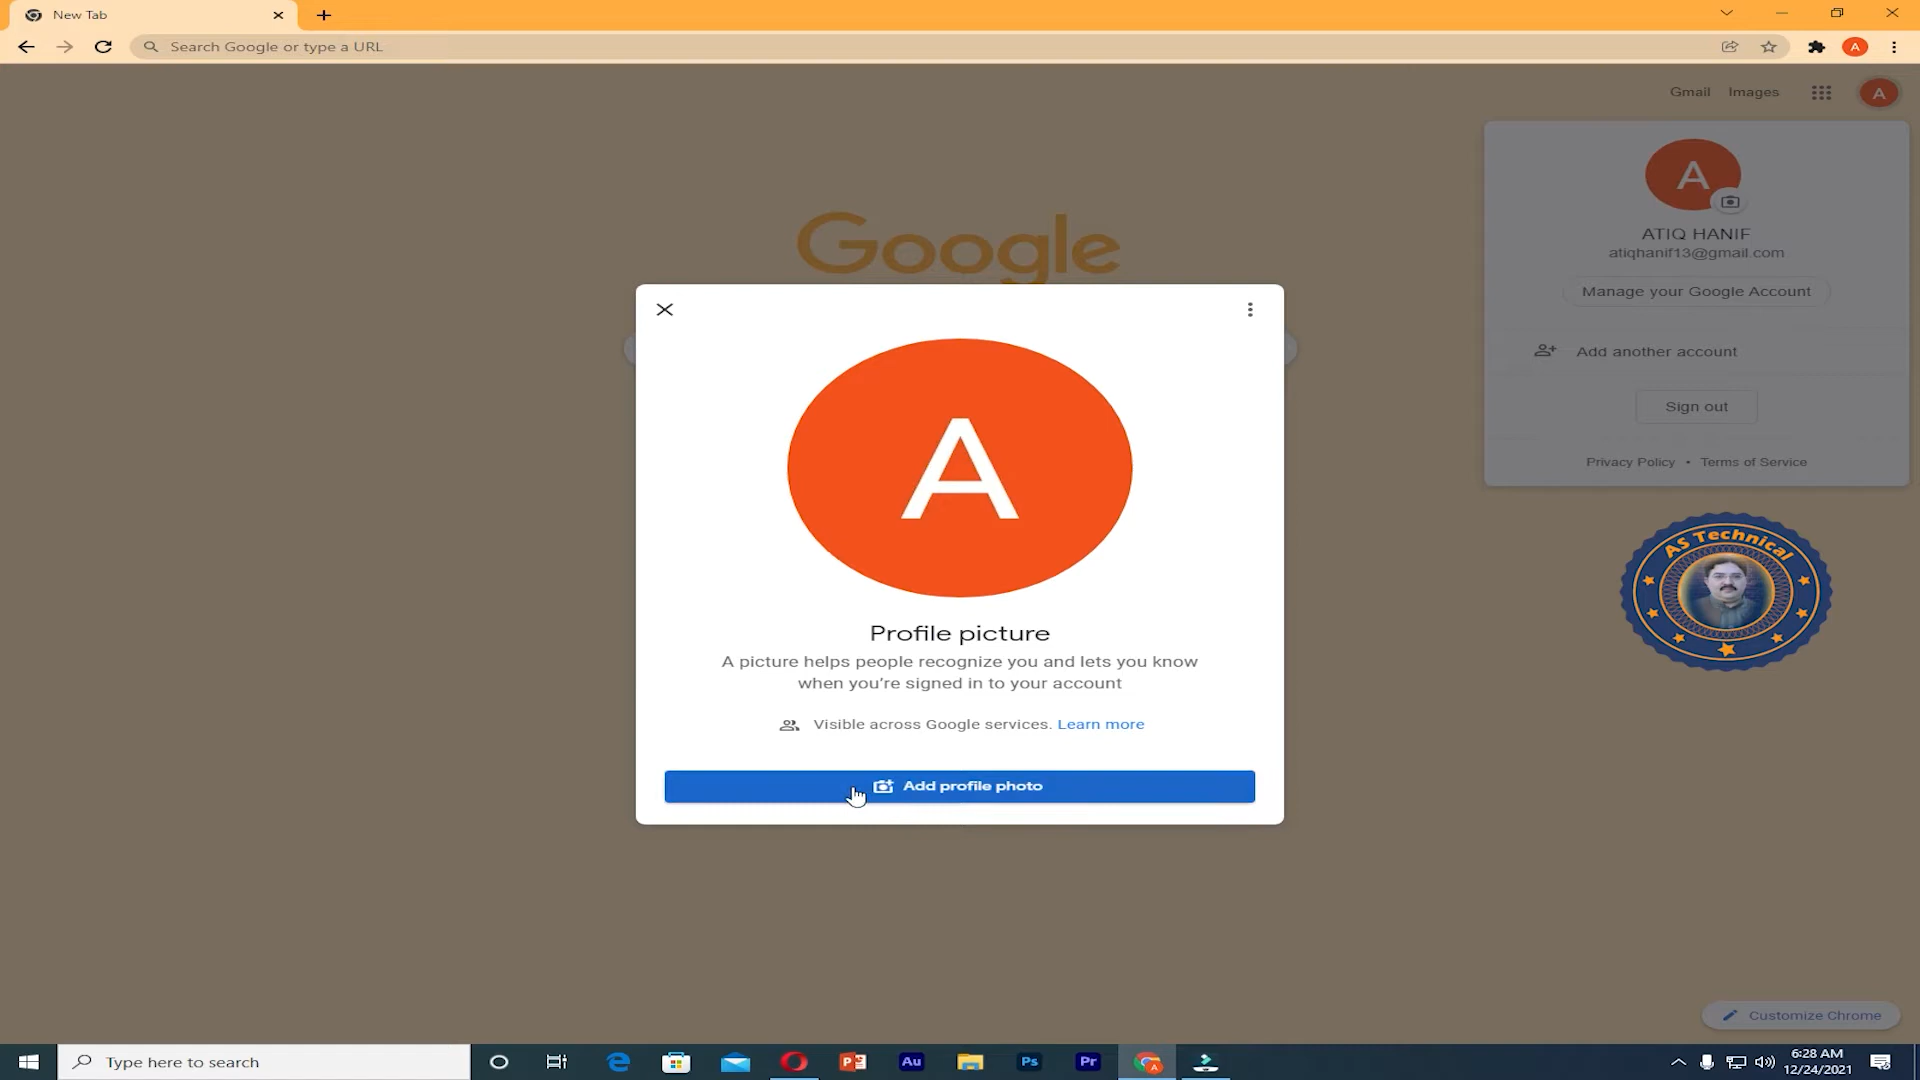 New Tab
Search Google or type a URL
A
Gmail Images
A
A
ATIQ HANIF
atiqhanif13@gmail.com
Manage your Google Account
Add another account
Sign out
Privacy Policy • Terms of Service
Google
A
Profile picture
A picture helps people recognize you and lets you know
when you're signed in to your account
Visible across Google services. Learn more
Add profile photo
AS Technical
Customize Chrome
Type here to search
Au
Ps
Pr
A
6:28 AM
12/24/2021